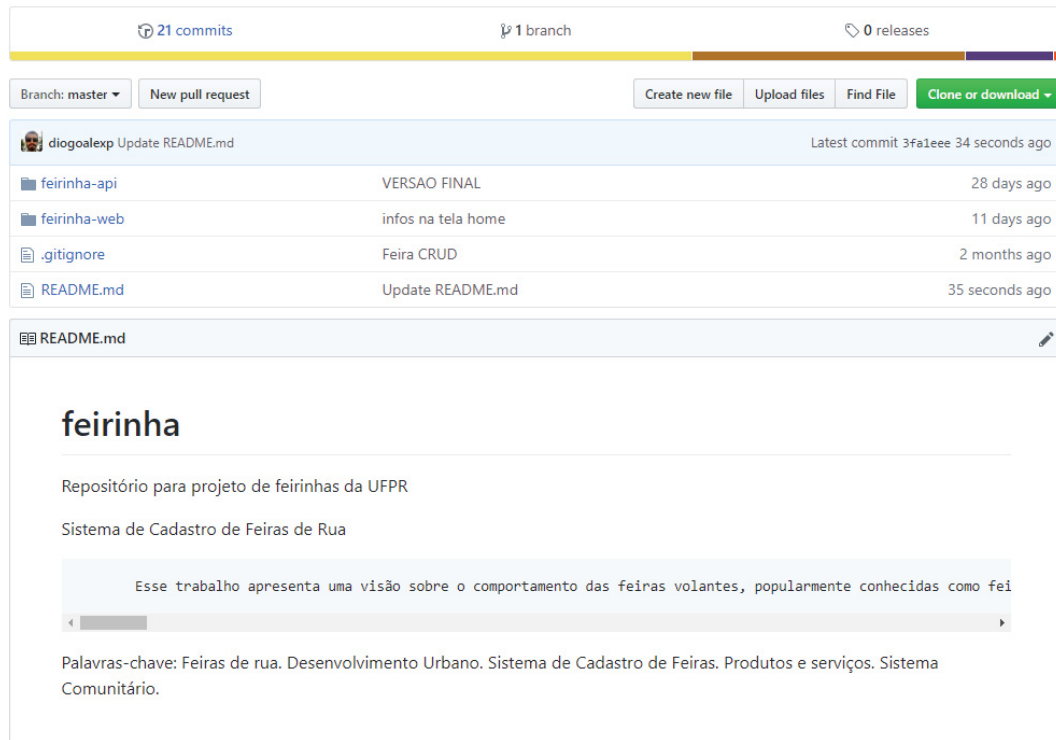 21 commits 1 branch 0 releases
Branch: master New pull request Create new file Upload files Find File Clone or download
diogoalexp Update README.md Latest commit 3fa1eee 34 seconds ago
feirinha-api VERSAO FINAL 28 days ago
feirinha-web infos na tela home 11 days ago
.gitignore Feira CRUD 2 months ago
README.md Update README.md 35 seconds ago
README.md
feirinha
Repositório para projeto de feirinhas da UFPR
Sistema de Cadastro de Feiras de Rua
Esse trabalho apresenta uma visão sobre o comportamento das feiras volantes, popularmente conhecidas como fei
Palavras-chave: Feiras de rua. Desenvolvimento Urbano. Sistema de Cadastro de Feiras. Produtos e serviços. Sistema
Comunitário.